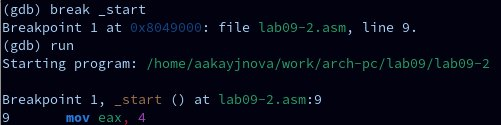 (gdb) break _start
Breakpoint 1 at 0x8049000: file lab09-2.asm, line 9.
(gdb) run
Starting program: /home/aakayjnova/work/arch-pc/lab09/lab09-2
Breakpoint 1, _start () at lab09-2.asm:9
9 mov eax, 4